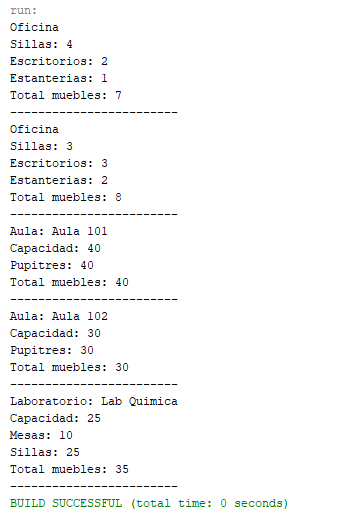 run:
Oficina
Sillas: 4
Escritorios: 2
Estanterias: 1
Total muebles: 7
------------------------
Oficina
Sillas: 3
Escritorios: 3
Estanterias: 2
Total muebles: 8
------------------------
Aula: Aula 101
Capacidad: 40
Pupitres: 40
Total muebles: 40
------------------------
Aula: Aula 102
Capacidad: 30
Pupitres: 30
Total muebles: 30
------------------------
Laboratorio: Lab Quimica
Capacidad: 25
Mesas: 10
Sillas: 25
Total muebles: 35
------------------------
BUILD SUCCESSFUL (total time: 0 seconds)